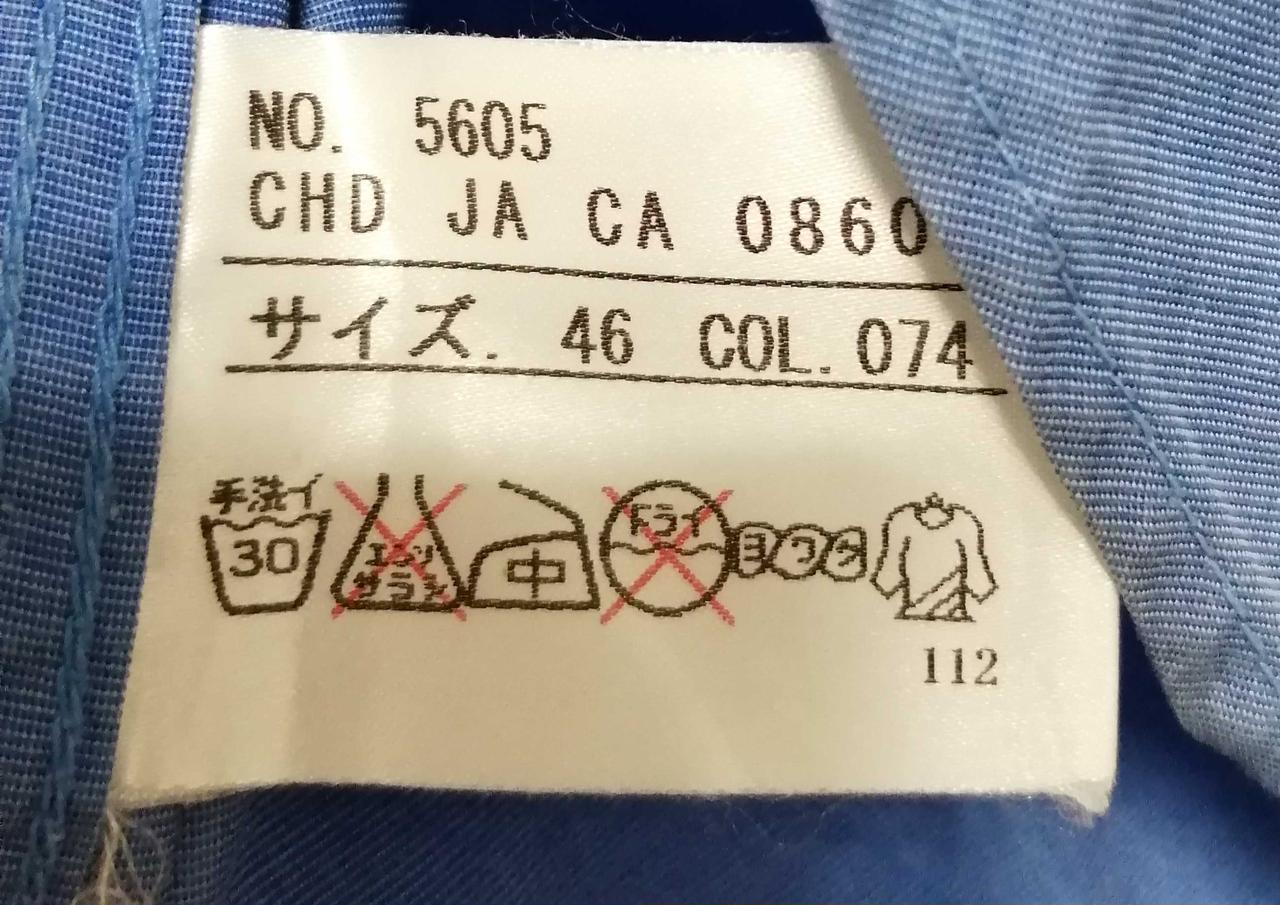 NO. 5605
CHD JA CA 0860
サイズ. 46 COL. 074
手洗イ
30
エンソ
サラシ
中
ドライ
ヨワク
112